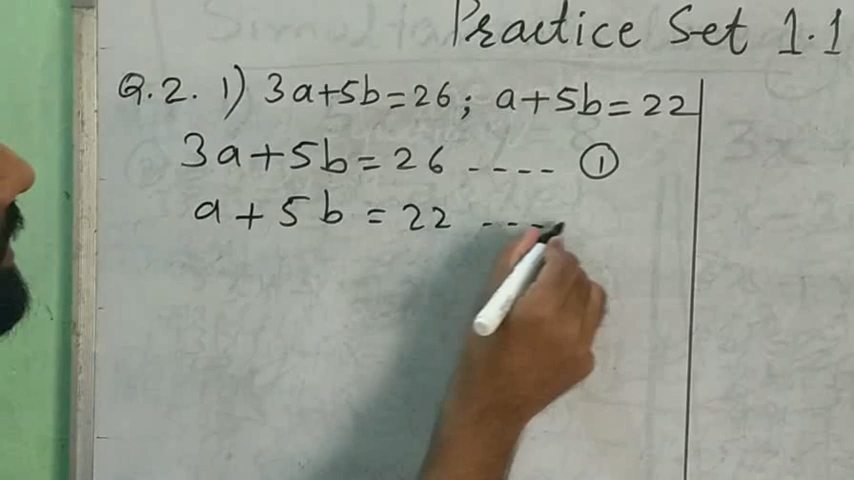 Practice Set 1.1
Q.2. 1) 3a+5b=26; a+5b=22
3a+5b=26 ---- ①
a+5b=22 ----